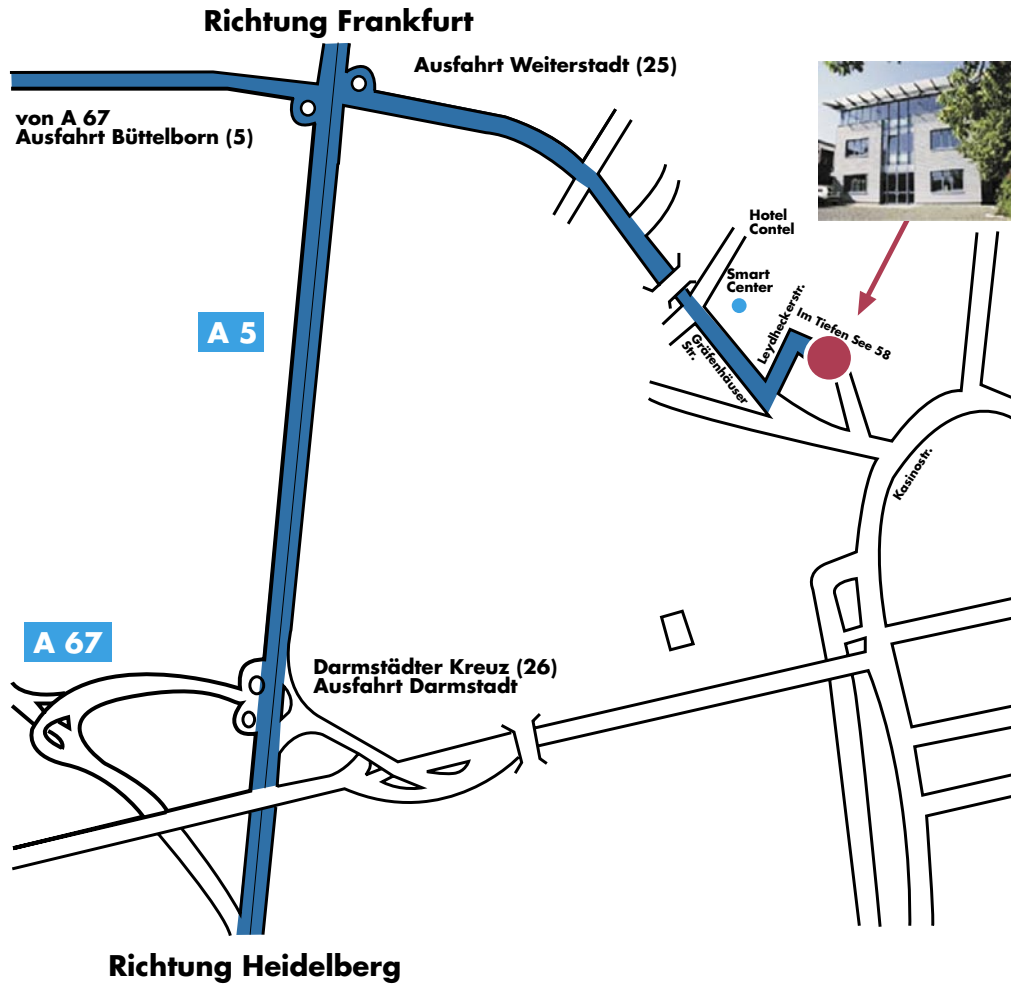 Richtung Frankfurt
Ausfahrt Weiterstadt (25)
von A 67
Ausfahrt Büttelborn (5)
Hotel
Contel
Smart
Center
Leydheckerstr.
Im Tiefen See 58
A 5
Gräfenhäuser
Str.
Kasinostr.
A 67
Darmstädter Kreuz (26)
Ausfahrt Darmstadt
Richtung Heidelberg